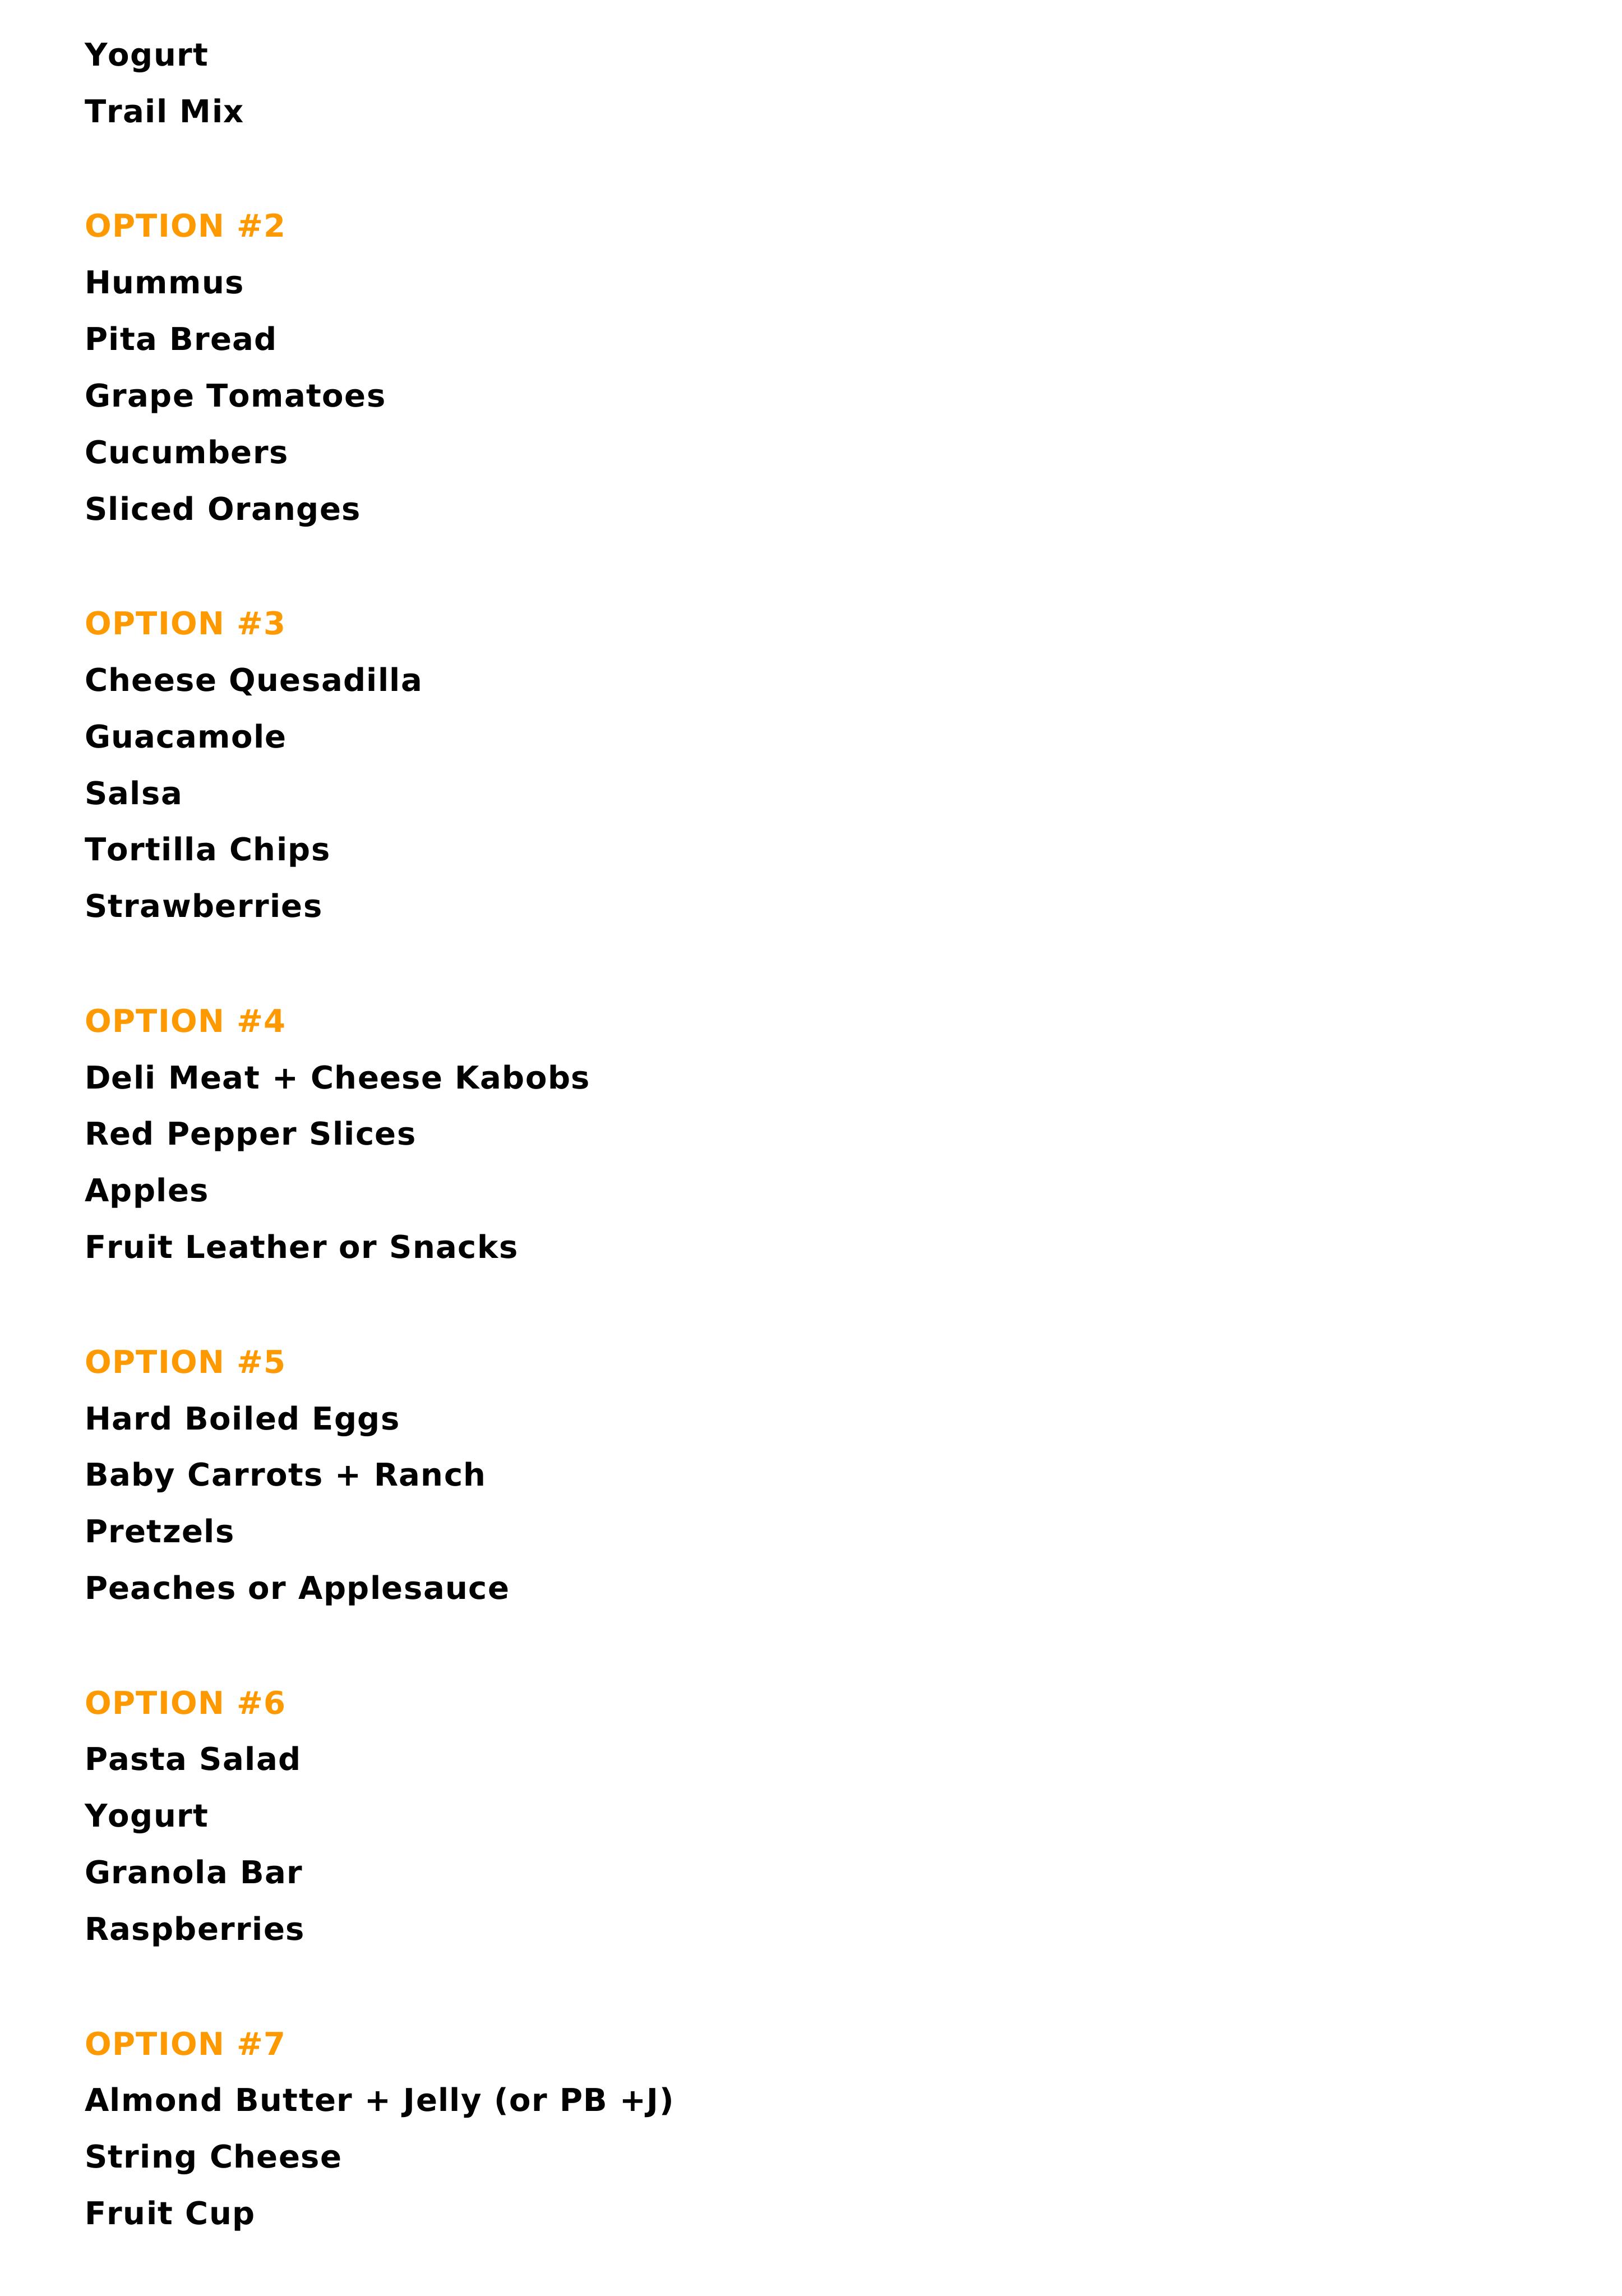 Yogurt
Trail Mix
OPTION #2
Hummus
Pita Bread
Grape Tomatoes
Cucumbers
Sliced Oranges
OPTION #3
Cheese Quesadilla
Guacamole
Salsa
Tortilla Chips
Strawberries
OPTION #4
Deli Meat + Cheese Kabobs
Red Pepper Slices
Apples
Fruit Leather or Snacks
OPTION #5
Hard Boiled Eggs
Baby Carrots + Ranch
Pretzels
Peaches or Applesauce
OPTION #6
Pasta Salad
Yogurt
Granola Bar
Raspberries
OPTION #7
Almond Butter + Jelly (or PB +J)
String Cheese
Fruit Cup